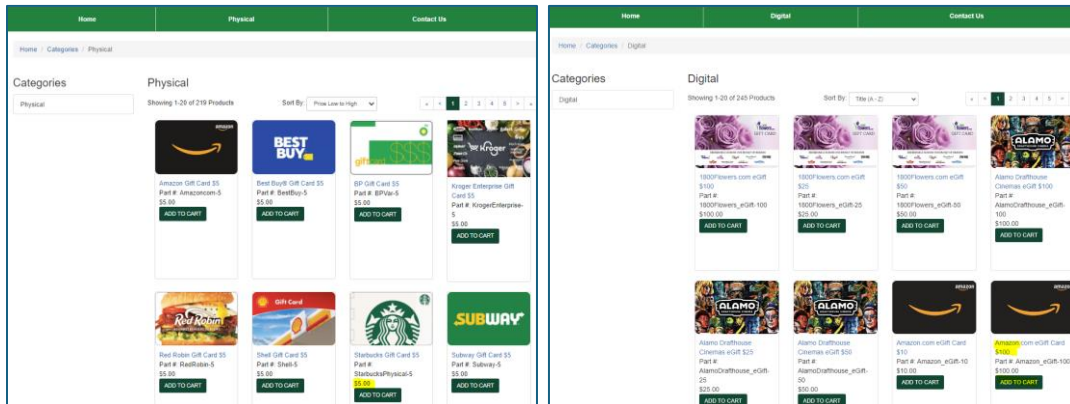 Home Physical Contact Us
Home / Categories / Physical
Categories
Physical
Physical
Showing 1-20 of 219 Products Sort By: Price Low to High « < 1 2 3 4 5 > »
amazon
BEST BUY
bp
gift card $$$
Kroger
Amazon Gift Card $5
Part #: Amazoncom-5
$5.00
ADD TO CART
Best Buy® Gift Card $5
Part #: BestBuy-5
$5.00
ADD TO CART
BP Gift Card $5
Part #: BPVar-5
$5.00
ADD TO CART
Kroger Enterprise Gift
Card $5
Part #: KrogerEnterprise-
5
$5.00
ADD TO CART
Red Robin
Gift Card
SUBWAY
Red Robin Gift Card $5
Part #: RedRobin-5
$5.00
ADD TO CART
Shell Gift Card $5
Part #: Shell-5
$5.00
ADD TO CART
Starbucks Gift Card $5
Part #:
StarbucksPhysical-5
$5.00
ADD TO CART
Subway Gift Card $5
Part #: Subway-5
$5.00
ADD TO CART
Home Digital Contact Us
Home / Categories / Digital
Categories
Digital
Digital
Showing 1-20 of 245 Products Sort By: Title (A - Z) « < 1 2 3 4 5 >
GIFT CARD
GIFT CARD
GIFT CARD
ALAMO
1800Flowers.com eGift
$100
Part #:
1800Flowers_eGift-100
$100.00
ADD TO CART
1800Flowers.com eGift
$25
Part #:
1800Flowers_eGift-25
$25.00
ADD TO CART
1800Flowers.com eGift
$50
Part #:
1800Flowers_eGift-50
$50.00
ADD TO CART
Alamo Drafthouse
Cinemas eGift $100
Part #:
AlamoDrafthouse_eGift-
100
$100.00
ADD TO CART
ALAMO
ALAMO
amazon
amazon
Alamo Drafthouse
Cinemas eGift $25
Part #:
AlamoDrafthouse_eGift-
25
$25.00
ADD TO CART
Alamo Drafthouse
Cinemas eGift $50
Part #:
AlamoDrafthouse_eGift-
50
$50.00
ADD TO CART
Amazon.com eGift Card
$10
Part #: Amazon_eGift-10
$10.00
ADD TO CART
Amazon.com eGift Card
$100
Part #: Amazon_eGift-100
$100.00
ADD TO CART